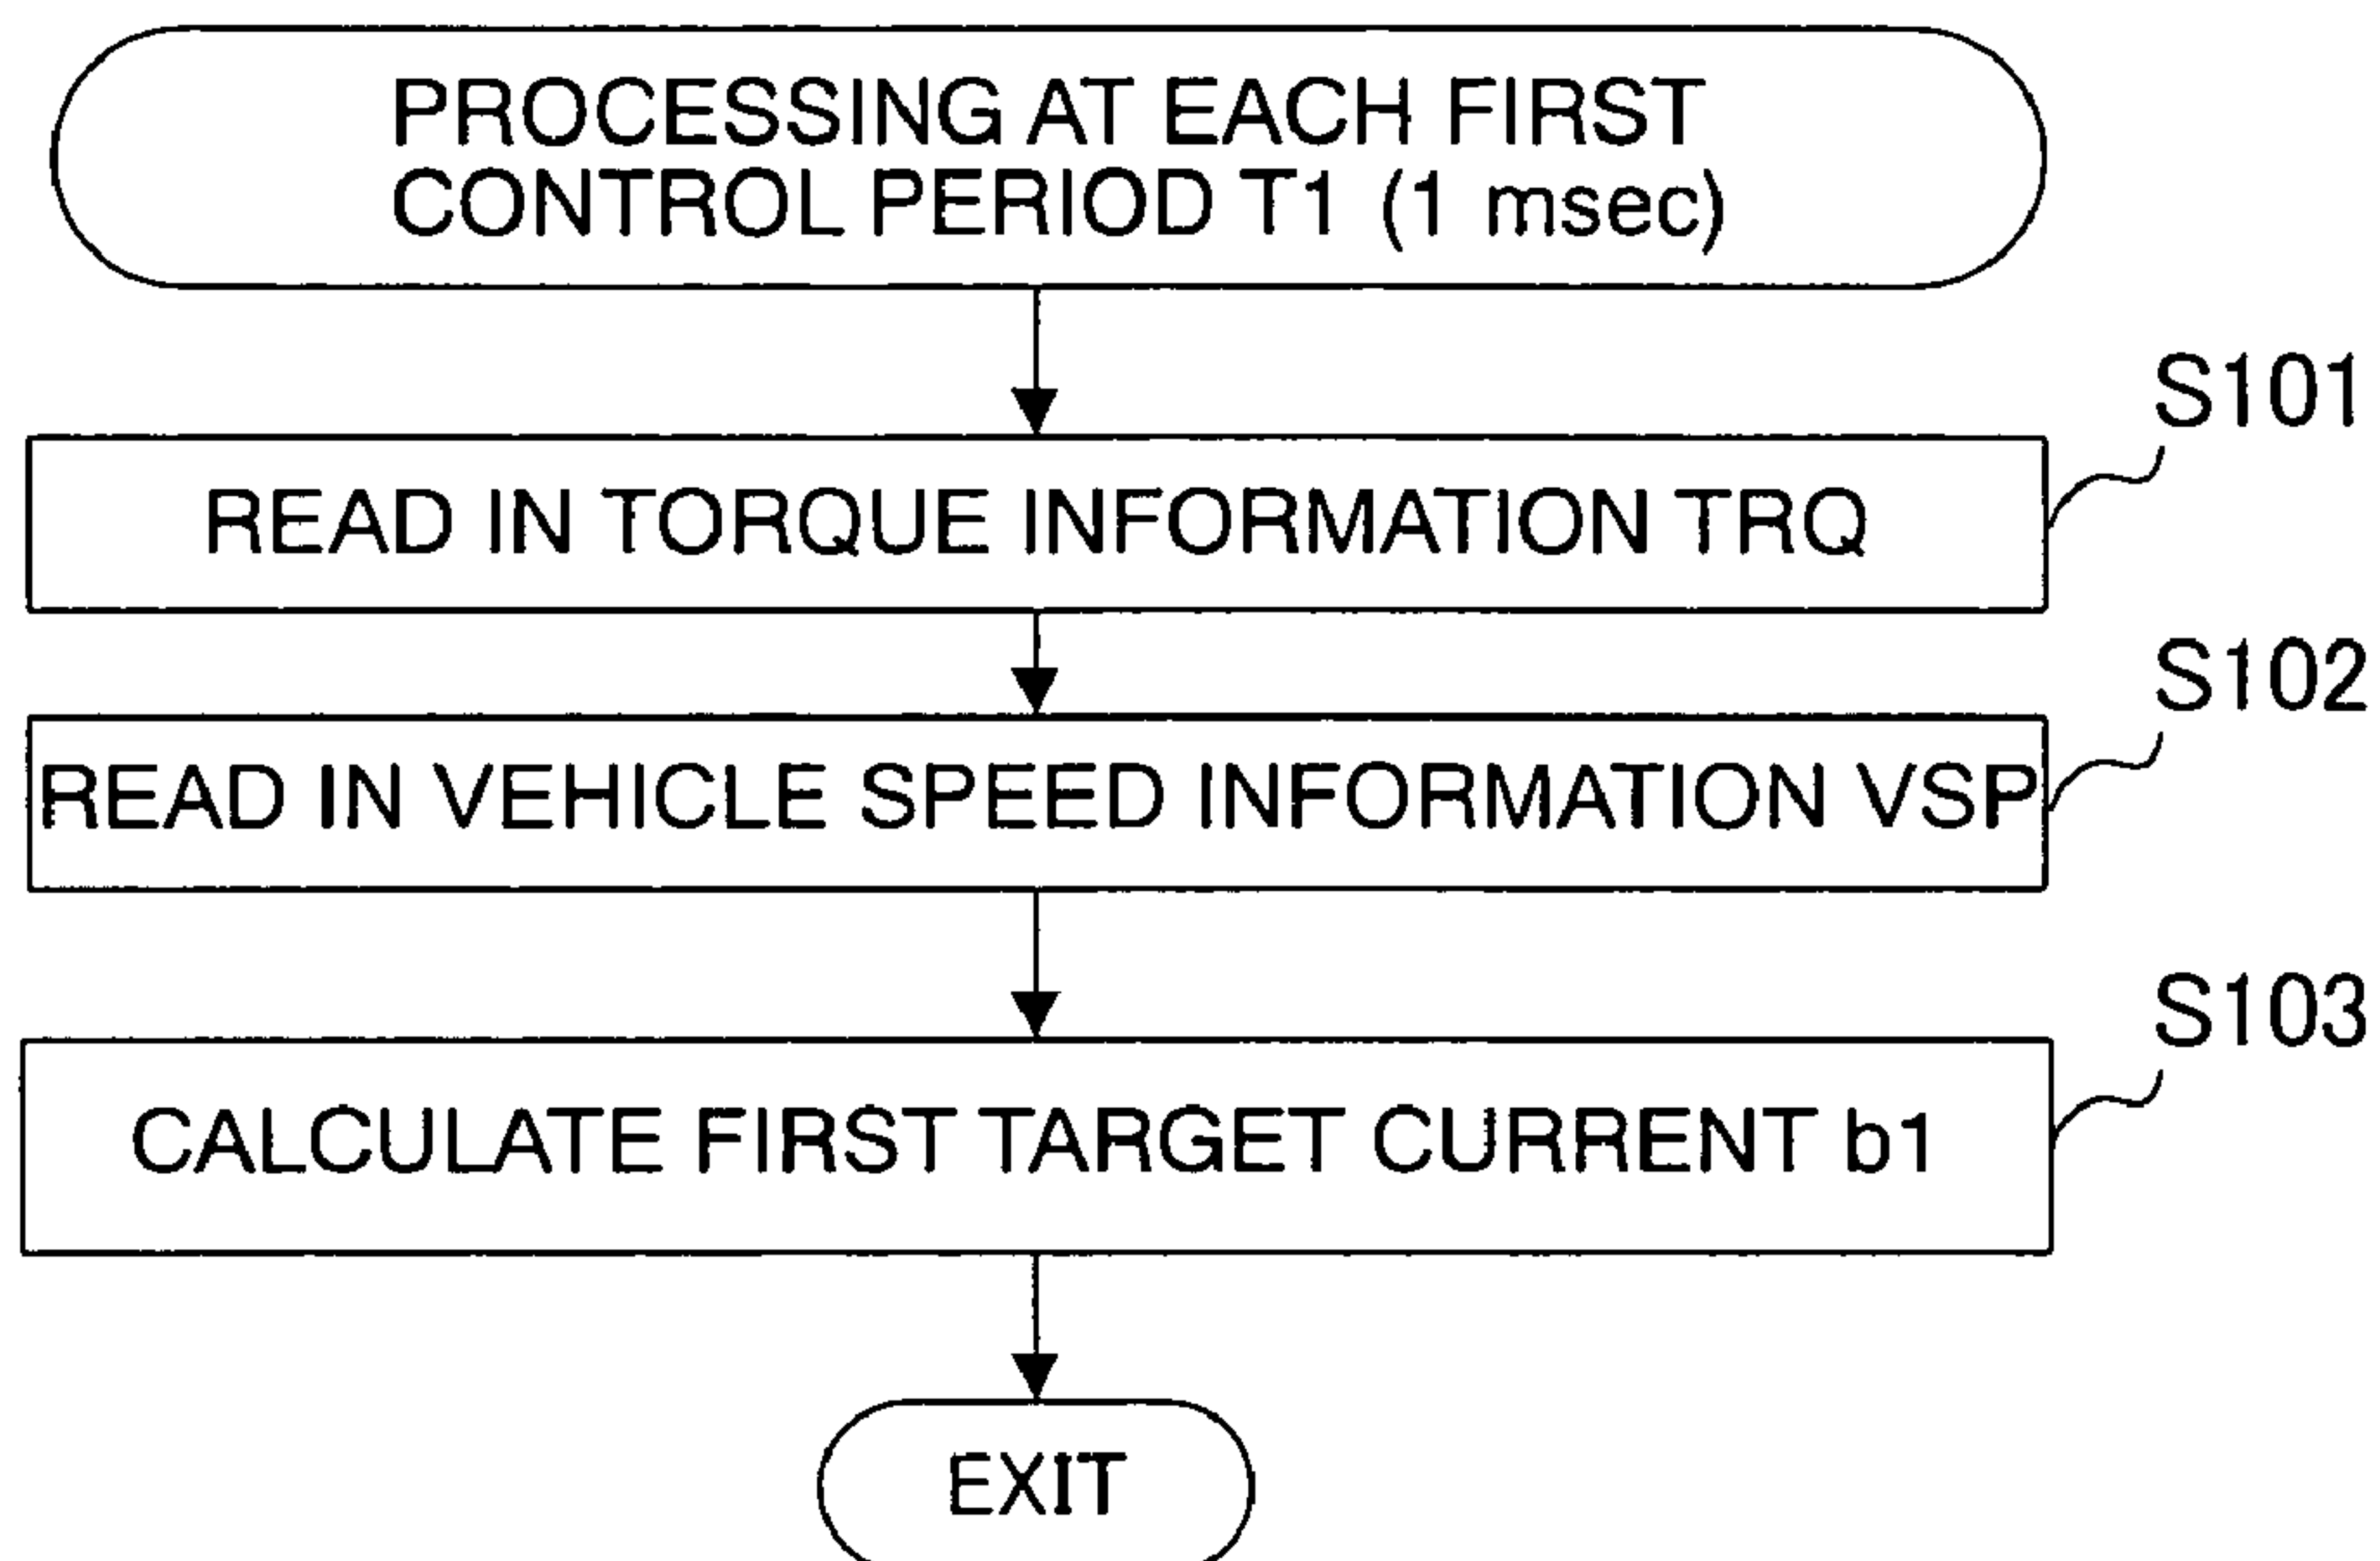 PROCESSING AT EACH FIRST
CONTROL PERIOD T1 (1 msec)
S101
READ IN TORQUE INFORMATION TRQ
S102
READ IN VEHICLE SPEED INFORMATION VSP
S103
CALCULATE FIRST TARGET CURRENT b1
EXIT